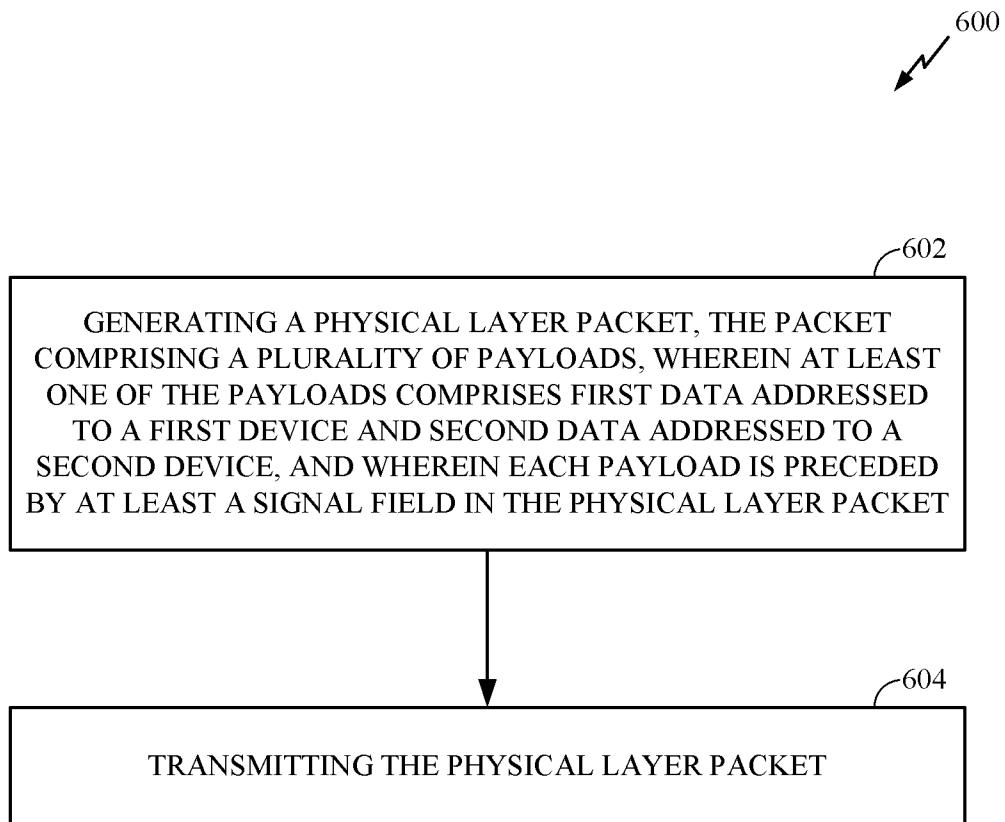 600
602
GENERATING A PHYSICAL LAYER PACKET, THE PACKET
COMPRISING A PLURALITY OF PAYLOADS, WHEREIN AT LEAST
ONE OF THE PAYLOADS COMPRISES FIRST DATA ADDRESSED
TO A FIRST DEVICE AND SECOND DATA ADDRESSED TO A
SECOND DEVICE, AND WHEREIN EACH PAYLOAD IS PRECEDED
BY AT LEAST A SIGNAL FIELD IN THE PHYSICAL LAYER PACKET
604
TRANSMITTING THE PHYSICAL LAYER PACKET